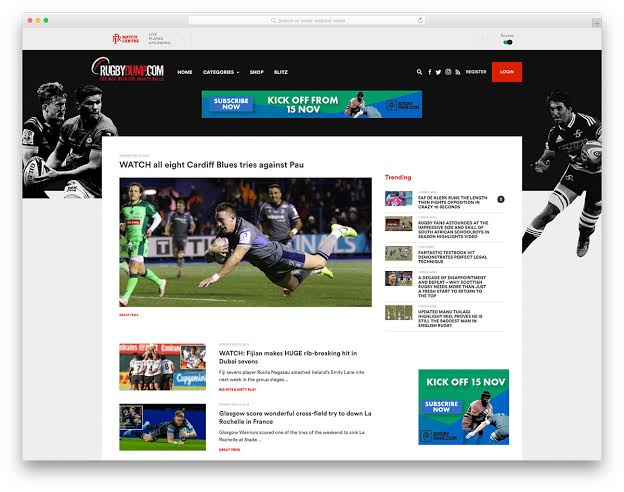 Search or enter website name
MATCH
CENTRE
LIVE
PLAYED
UPCOMING
Scores
RUGBYDUMP.COM
HOME
CATEGORIES
SHOP
BLITZ
REGISTER
LOGIN
SUBSCRIBE
NOW
KICK OFF FROM
15 NOV
RUGBY
PASS.COM
WATCH all eight Cardiff Blues tries against Pau
GREAT TRIES
Trending
FAF DE KLERK RUNS THE LENGTH
THEN FIGHTS OPPOSITION IN
CRAZY 10 SECONDS
RUGBY FANS ASTOUNDED AT THE
IMPRESSIVE SIZE AND SKILL OF
SOUTH AFRICAN SCHOOLBOYS IN
SEASON HIGHLIGHTS VIDEO
FANTASTIC TEXTBOOK HIT
DEMONSTRATES PERFECT LEGAL
TECHNIQUE
A DECADE OF DISAPPOINTMENT
AND DEFEAT – WHY SCOTTISH
RUGBY NEEDS MORE THAN JUST
A FRESH START TO RETURN TO
THE TOP
UPDATED MANU TUILAGI
HIGHLIGHT REEL PROVES HE IS
STILL THE BADDEST MAN IN
ENGLISH RUGBY
WATCH: Fijian makes HUGE rib-breaking hit in
Dubai sevens
Fiji sevens player Rusila Nagasau smashed Ireland's Emily Lane into
next week in the group stages...
BIG HITS & DIRTY PLAY
Capgemini
Glasgow score wonderful cross-field try to down La
Rochelle in France
Glasgow Warriors scored one of the tries of the weekend to sink La
Rochelle at Stade...
GREAT TRIES
KICK OFF 15 NOV
SUBSCRIBE
NOW
RUGBY
PASS.COM